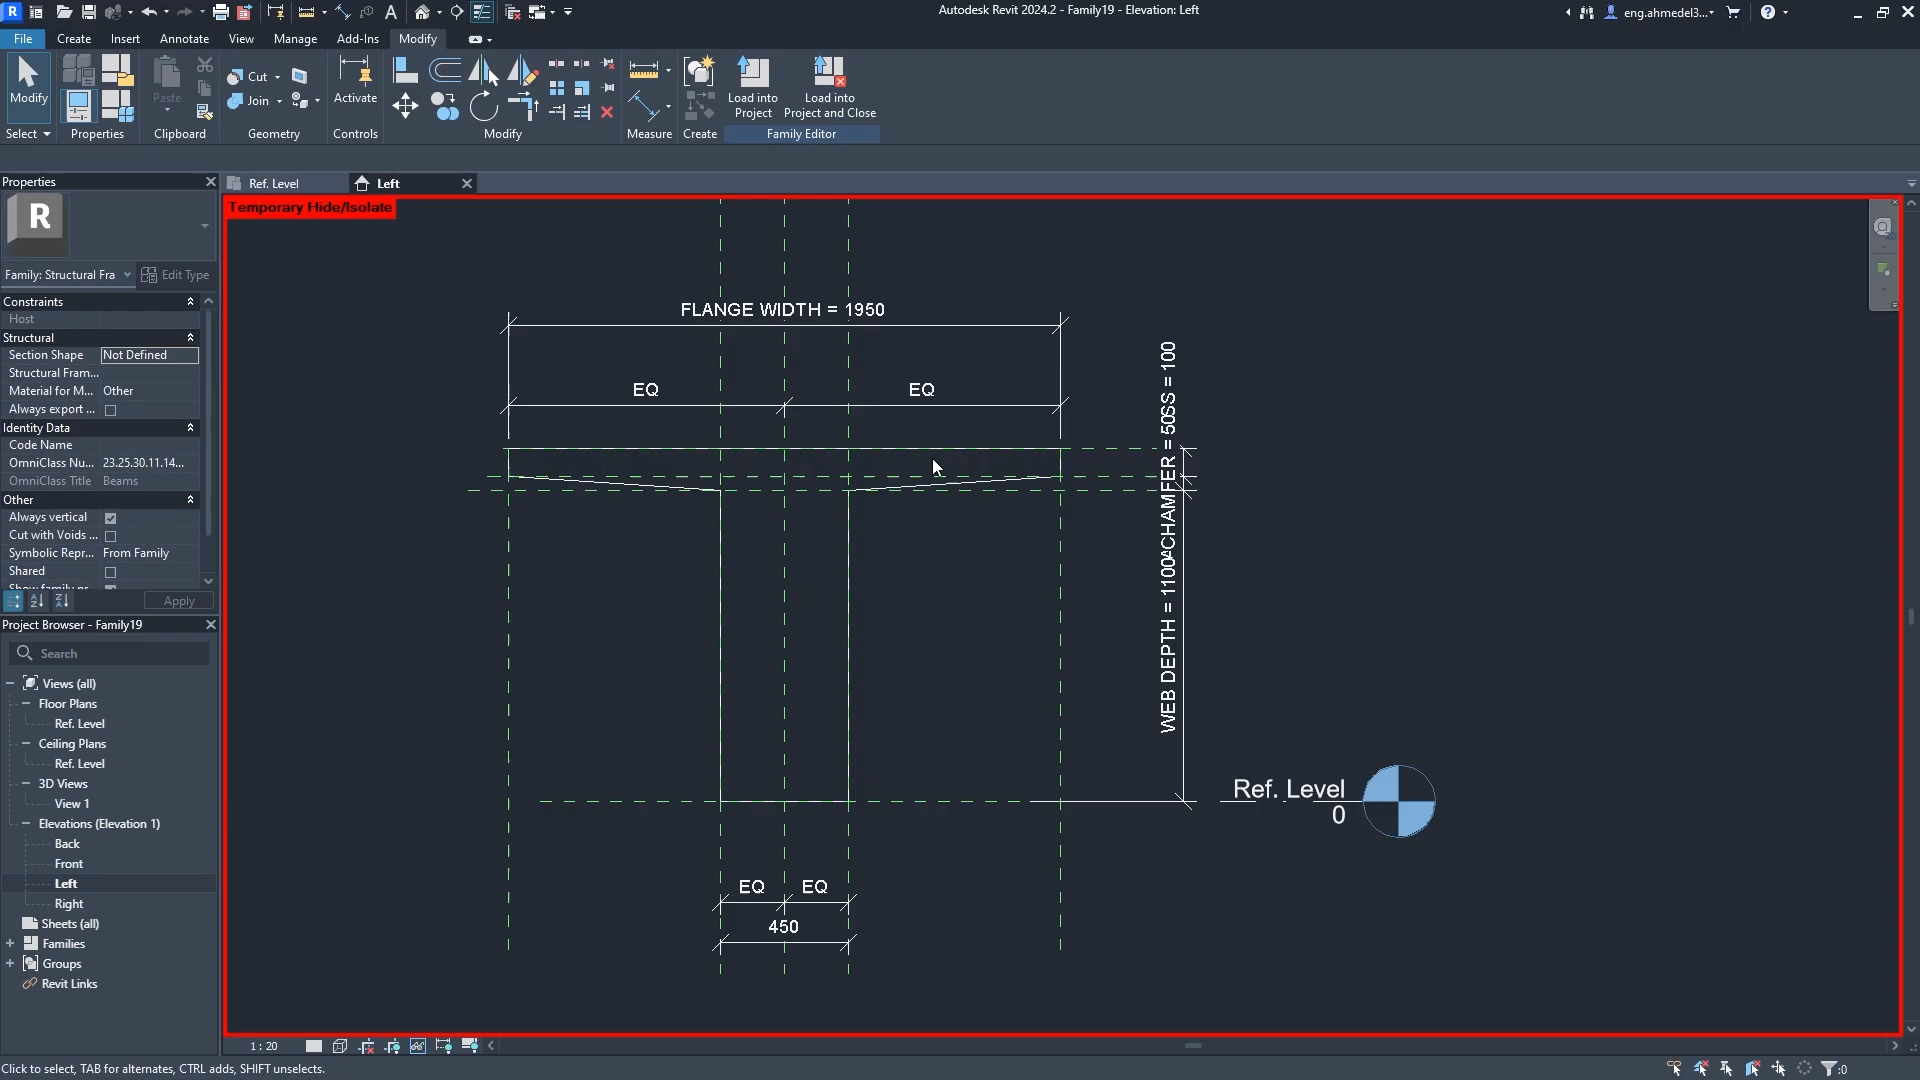 R
A
Autodesk Revit 2024.2 - Family19 - Elevation: Left
eng.ahmedel3...
File
Create
Insert
Annotate
View
Manage
Add-Ins
Modify
Modify
Paste
Cut
Join
Activate
Load into
Project
Load into
Project and Close
Select
Properties
Clipboard
Geometry
Controls
Modify
Measure
Create
Family Editor
Properties
Ref. Level
Left
R
Temporary Hide/Isolate
Family: Structural Fra
Edit Type
Constraints
Host
Structural
Section Shape
Not Defined
Structural Fram...
Material for M...
Other
Always export ...
Identity Data
Code Name
OmniClass Nu...
23.25.30.11.14...
OmniClass Title
Beams
Other
Always vertical
Cut with Voids ...
Symbolic Repr...
From Family
Shared
Apply
Project Browser - Family19
Search
Views (all)
Floor Plans
Ref. Level
Ceiling Plans
Ref. Level
3D Views
View 1
Elevations (Elevation 1)
Back
Front
Left
Right
Sheets (all)
Families
Groups
Revit Links
FLANGE WIDTH = 1950
EQ
EQ
SS = 100
CHAMFER = 50
WEB DEPTH = 1100
Ref. Level
0
EQ
EQ
450
1 : 20
Click to select, TAB for alternates, CTRL adds, SHIFT unselects.
:0